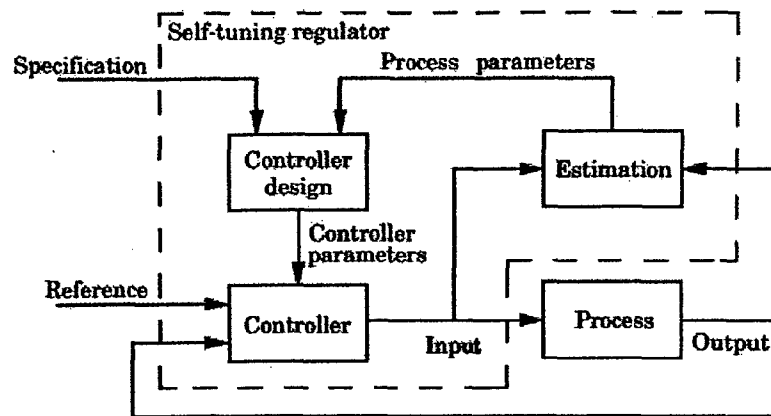 Self-tuning regulator
Specification
Process parameters
Controller
design
Estimation
Controller
parameters
Reference
Controller
Input
Process
Output